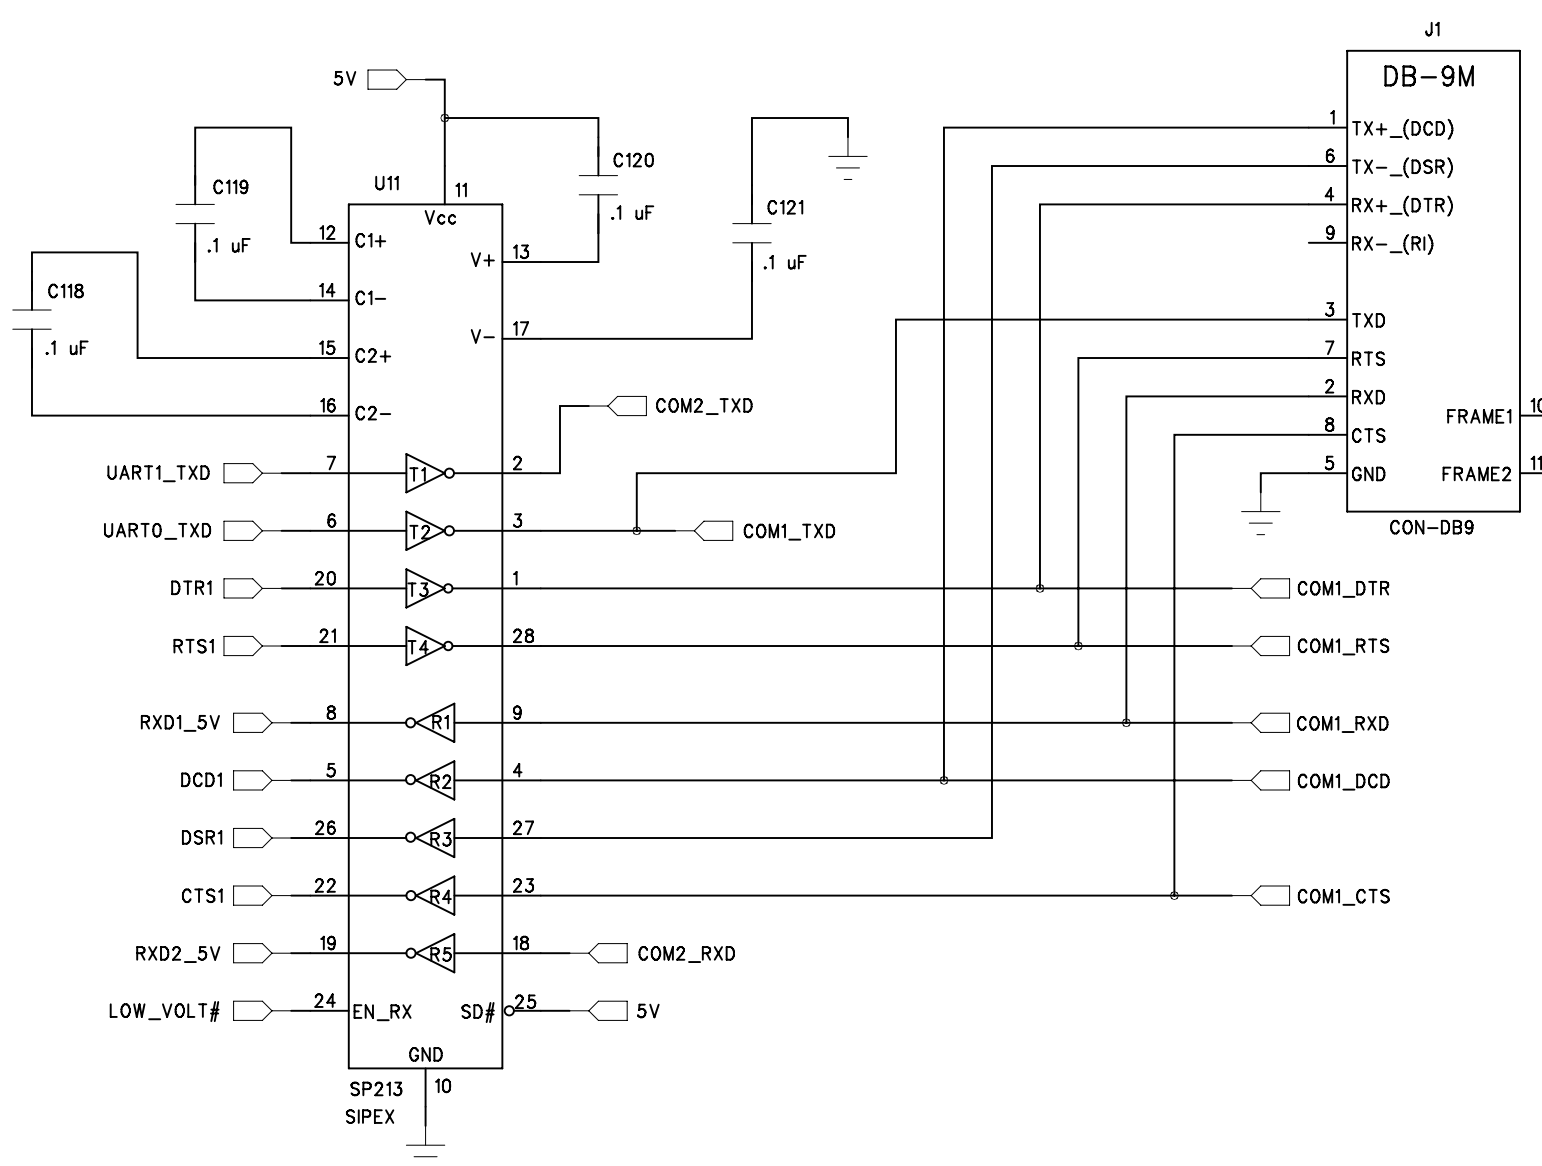 J1
DB-9M
5V
1 TX+_(DCD)
6 TX-_(DSR)
C120
C119
U11
11
C121
4 RX+_(DTR)
.1 uF
Vcc
12 C1+
.1 uF
9 RX-_(RI)
V+ 13
.1 uF
C118
14 C1-
3 TXD
V- 17
.1 uF
15 C2+
7 RTS
2 RXD
16 C2-
COM2_TXD
FRAME1 10
8 CTS
UART1_TXD 7 T1 2
5 GND
FRAME2 11
UART0_TXD 6 T2 3 COM1_TXD
CON-DB9
DTR1 20 T3 1 COM1_DTR
RTS1 21 T4 28 COM1_RTS
RXD1_5V 8 R1 9 COM1_RXD
DCD1 5 R2 4 COM1_DCD
DSR1 26 R3 27
CTS1 22 R4 23 COM1_CTS
RXD2_5V 19 R5 18 COM2_RXD
LOW_VOLT# 24 EN_RX SD# 25 5V
GND
SP213 10
SIPEX